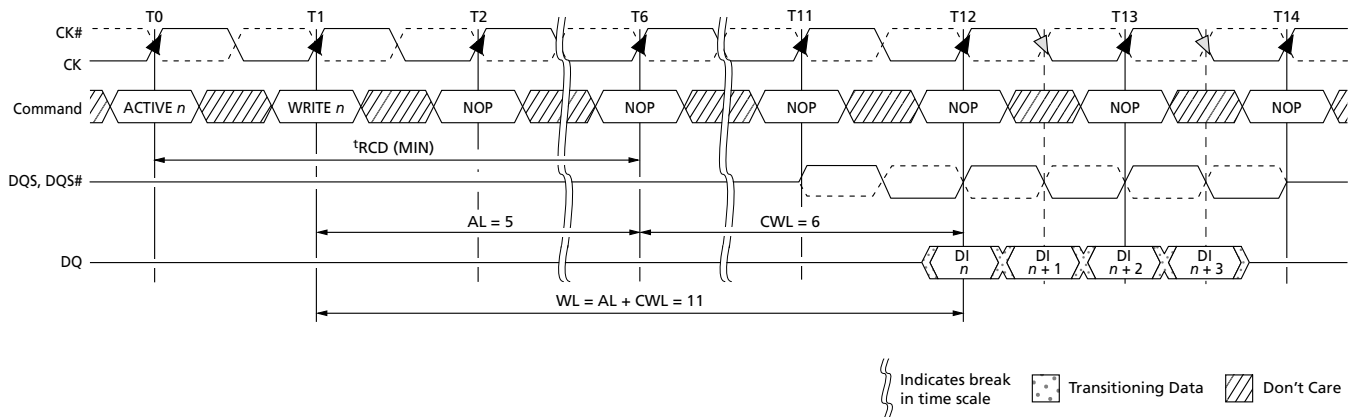 T0 T1 T2 T6 T11 T12 T13 T14
CK#
CK
Command ACTIVE n WRITE n NOP NOP NOP NOP NOP NOP
tRCD (MIN)
DQS, DQS#
AL = 5 CWL = 6
DQ DI n DI n + 1 DI n + 2 DI n + 3
WL = AL + CWL = 11
Indicates break in time scale
Transitioning Data
Don't Care